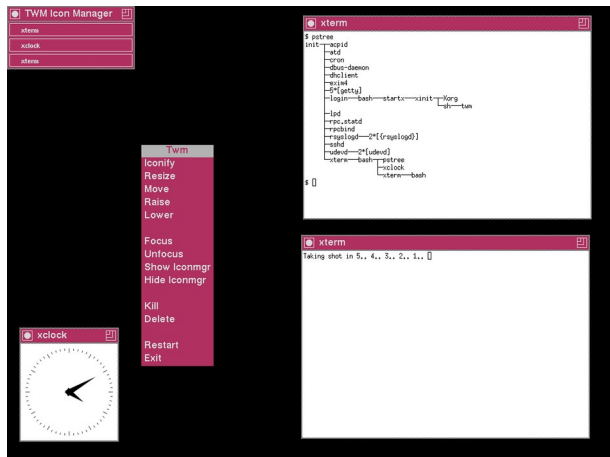 TWM Icon Manager
xterm
xclock
xterm
xterm
$ pstree
init─┬─acpid
     ├─atd
     ├─cron
     ├─dbus-daemon
     ├─dhclient
     ├─exim4
     ├─5*[getty]
     ├─login───bash───startx───xinit─┬─Xorg
     │                               └─sh───twm
     ├─lpd
     ├─rpc.statd
     ├─rpcbind
     ├─rsyslogd───2*[{rsyslogd}]
     ├─sshd
     ├─udevd───2*[udevd]
     └─xterm───bash─┬─pstree
                    ├─xclock
                    └─xterm───bash
$
Twm
Iconify
Resize
Move
Raise
Lower
Focus
Unfocus
Show Iconmgr
Hide Iconmgr
Kill
Delete
Restart
Exit
xterm
Taking shot in 5.. 4.. 3.. 2.. 1..
xclock